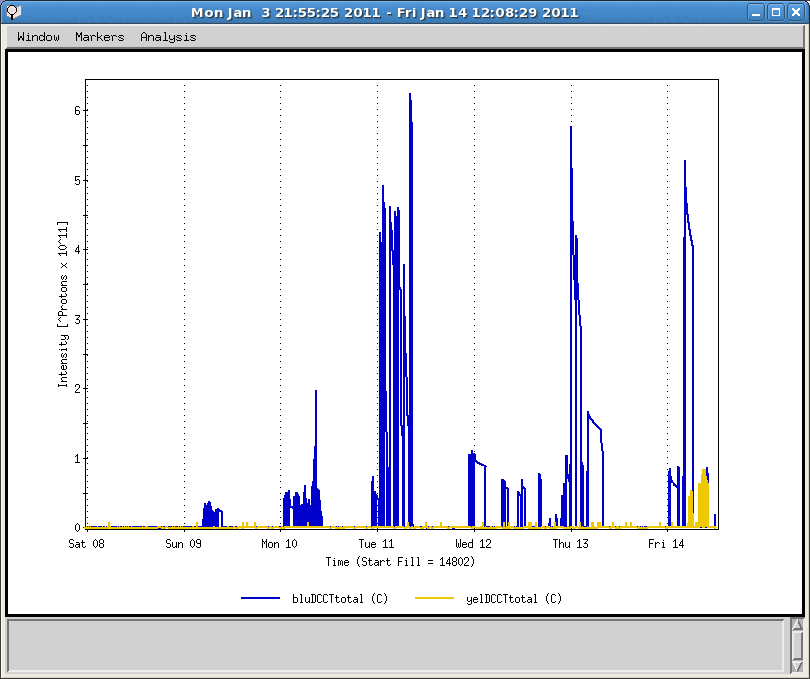 Mon Jan  3 21:55:25 2011 - Fri Jan 14 12:08:29 2011
Window Markers Analysis
6
5
4
3
2
1
0
Intensity [^Protons x 10^11]
Sat 08 Sun 09 Mon 10 Tue 11 Wed 12 Thu 13 Fri 14
Time (Start Fill = 14802)
bluDCCTtotal (C) yelDCCTtotal (C)